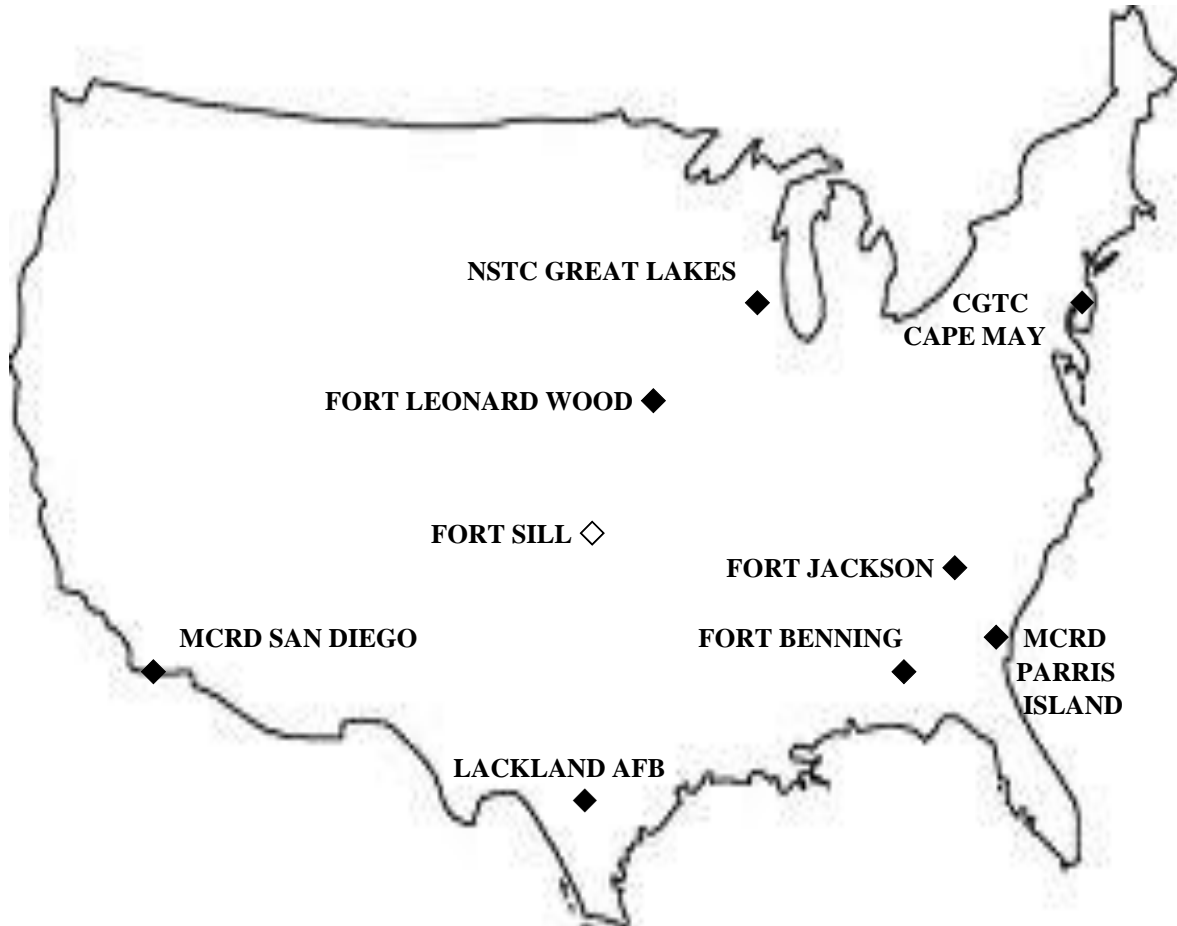 NSTC GREAT LAKES
CGTC
CAPE MAY
FORT LEONARD WOOD
FORT SILL
FORT JACKSON
MCRD SAN DIEGO
FORT BENNING
MCRD
PARRIS
ISLAND
LACKLAND AFB